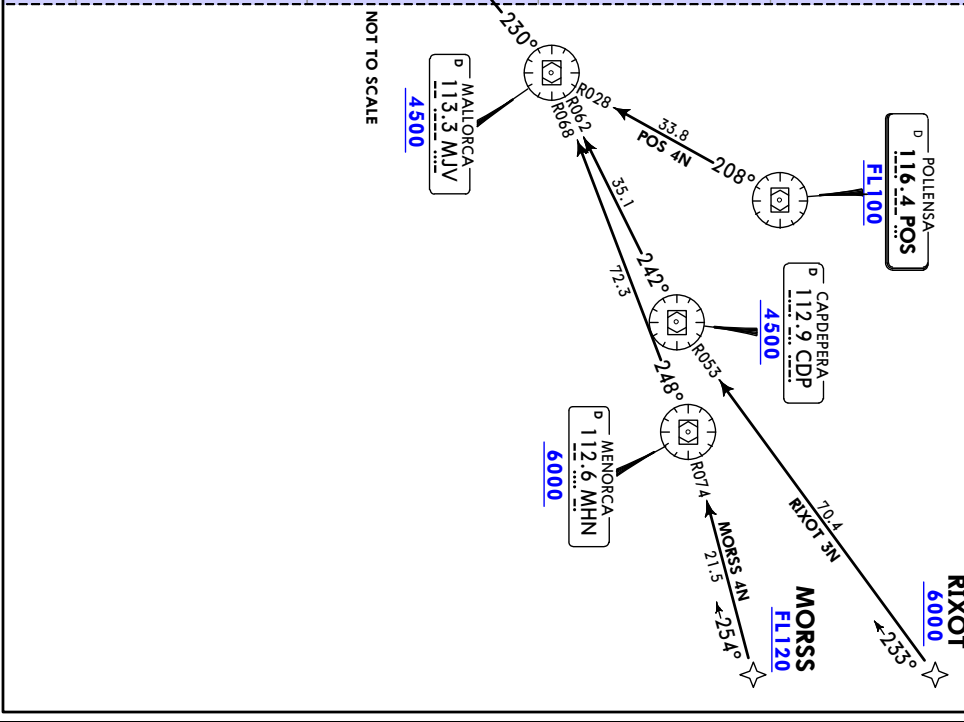 RIXOT
6000
233°
70.4
RIXOT 3N
R053
POLLENSA
D
116.4 POS
FL100
208°
33.8
POS 4N
R028
CAPDEPERA
D
112.9 CDP
4500
242°
35.1
R062
MORSS
FL120
254°
MORSS 4N
21.5
R074
MENORCA
D
112.6 MHN
6000
248°
72.3
R068
MALLORCA
D
113.3 MJV
4500
230°
NOT TO SCALE